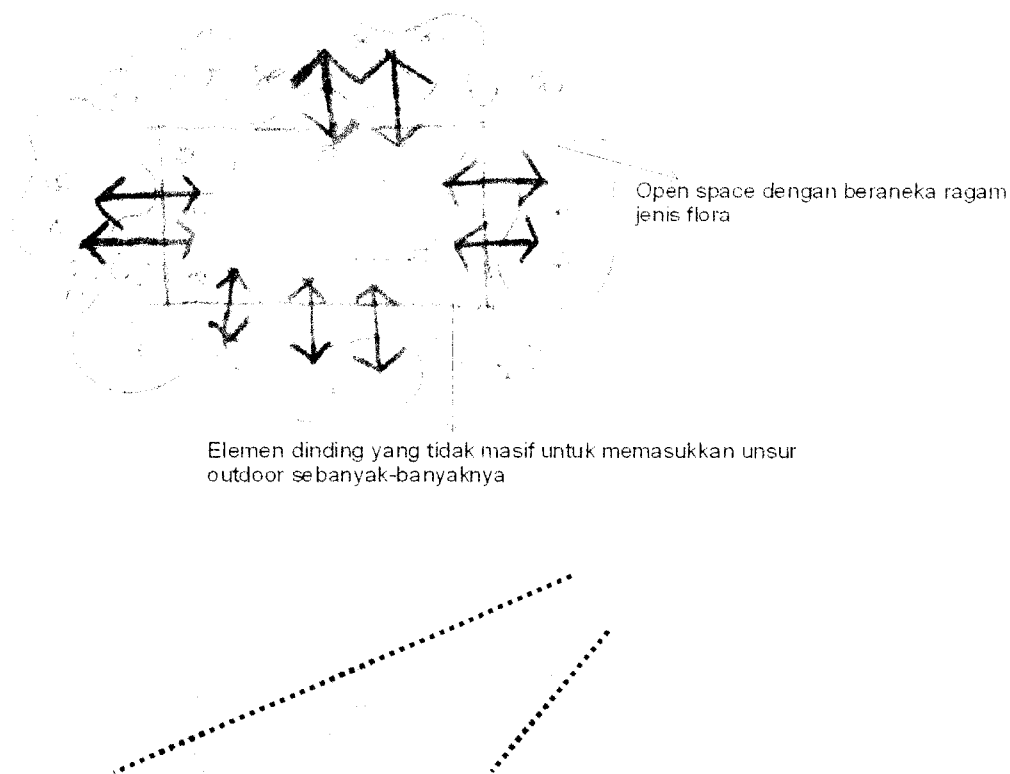 Open space dengan beraneka ragam
jenis flora
Elemen dinding yang tidak masif untuk memasukkan unsur
outdoor sebanyak-banyaknya